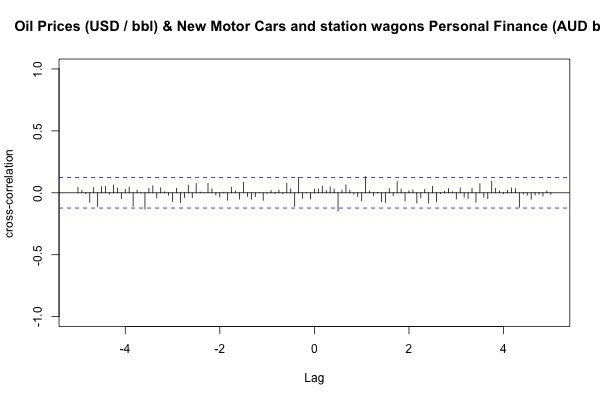 Oil Prices (USD / bbl) & New Motor Cars and station wagons Personal Finance (AUD b
cross-correlation
1.0
0.5
0.0
-0.5
-1.0
-4 -2 0 2 4
Lag